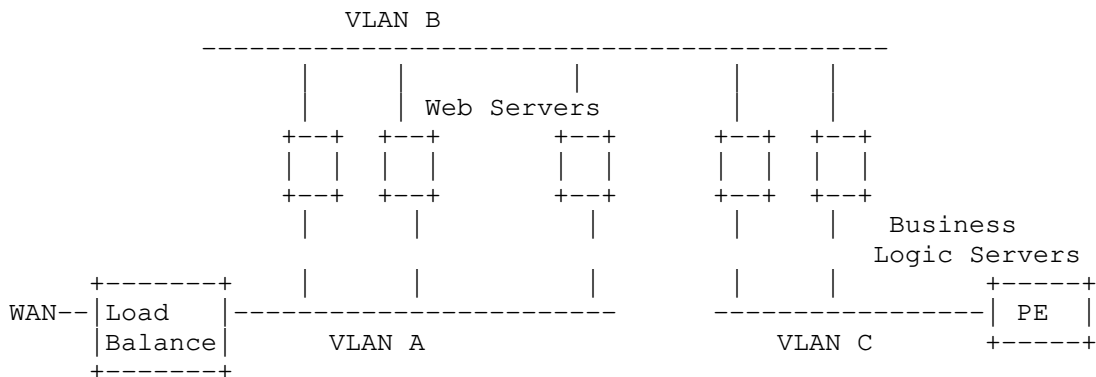 VLAN B
Web Servers
Business
Logic Servers
WAN--|Load
Balance
VLAN A
VLAN C
PE